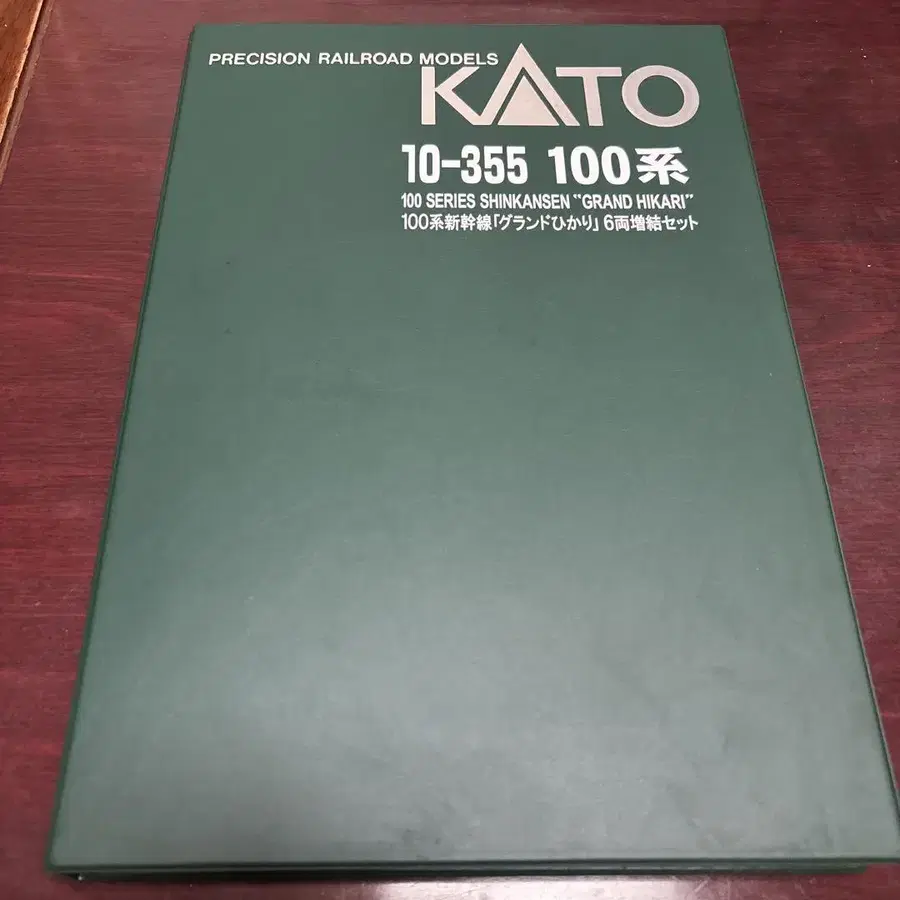 PRECISION RAILROAD MODELS
KATO
10-355 100系
100 SERIES SHINKANSEN "GRAND HIKARI"
100系新幹線「グランドひかり」6両増結セット